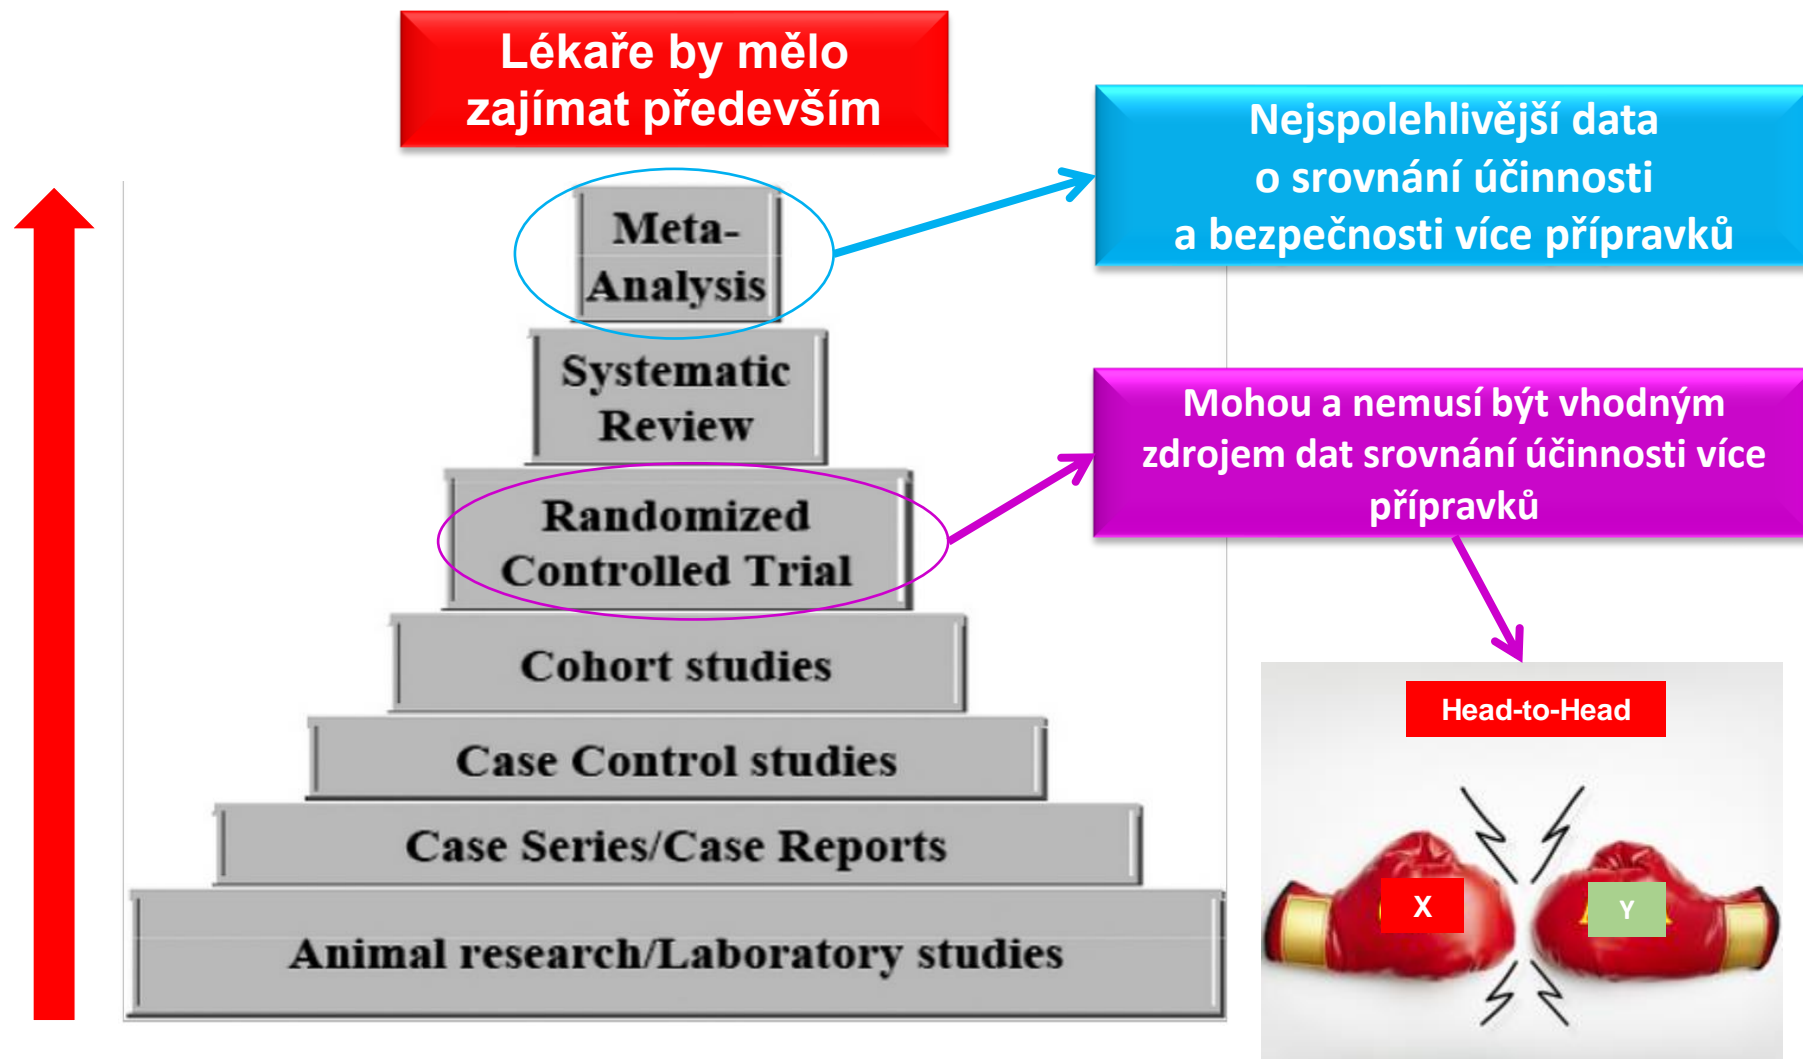 Lékaře by mělo
zajímat především
Nejspolehlivější data
o srovnání účinnosti
a bezpečnosti více přípravků
Meta-
Analysis
Systematic
Review
Mohou a nemusí být vhodným
zdrojem dat srovnání účinnosti více
přípravků
Randomized
Controlled Trial
Cohort studies
Case Control studies
Case Series/Case Reports
Animal research/Laboratory studies
Head-to-Head
X
Y